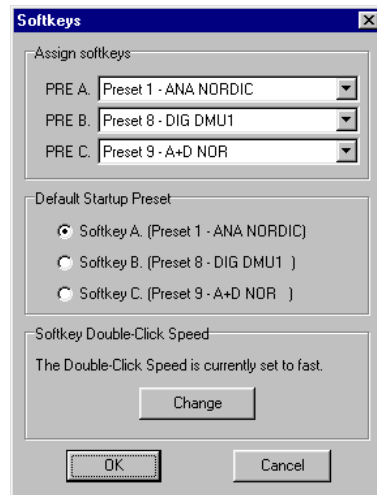 Softkeys
Assign softkeys
PRE A. Preset 1 - ANA NORDIC
PRE B. Preset 8 - DIG DMU1
PRE C. Preset 9 - A+D NOR
Default Startup Preset
Softkey A. (Preset 1 - ANA NORDIC)
Softkey B. (Preset 8 - DIG DMU1 )
Softkey C. (Preset 9 - A+D NOR )
Softkey Double-Click Speed
The Double-Click Speed is currently set to fast.
Change
OK Cancel